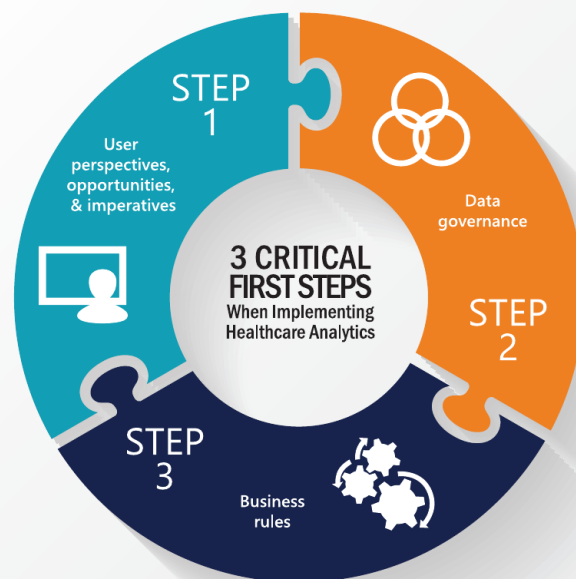 3 CRITICAL
FIRST STEPS
When Implementing
Healthcare Analytics
STEP
1
User
perspectives,
opportunities,
& imperatives
Data
governance
STEP
2
STEP
3
Business
rules